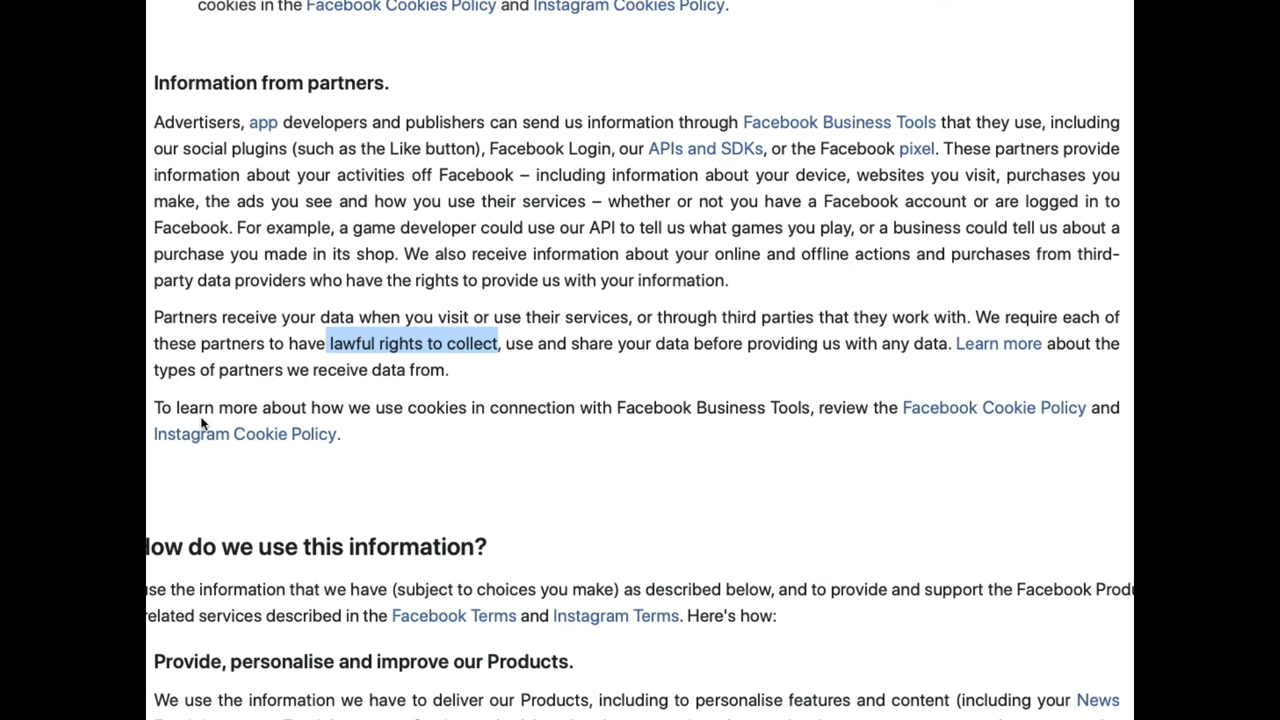 cookies in the Facebook Cookies Policy and Instagram Cookies Policy.
Information from partners.
Advertisers, app developers and publishers can send us information through Facebook Business Tools that they use, including
our social plugins (such as the Like button), Facebook Login, our APIs and SDKs, or the Facebook pixel. These partners provide
information about your activities off Facebook – including information about your device, websites you visit, purchases you
make, the ads you see and how you use their services – whether or not you have a Facebook account or are logged in to
Facebook. For example, a game developer could use our API to tell us what games you play, or a business could tell us about a
purchase you made in its shop. We also receive information about your online and offline actions and purchases from third-
party data providers who have the rights to provide us with your information.
Partners receive your data when you visit or use their services, or through third parties that they work with. We require each of
these partners to have lawful rights to collect, use and share your data before providing us with any data. Learn more about the
types of partners we receive data from.
To learn more about how we use cookies in connection with Facebook Business Tools, review the Facebook Cookie Policy and
Instagram Cookie Policy.
How do we use this information?
use the information that we have (subject to choices you make) as described below, and to provide and support the Facebook Produ
related services described in the Facebook Terms and Instagram Terms. Here's how:
Provide, personalise and improve our Products.
We use the information we have to deliver our Products, including to personalise features and content (including your News